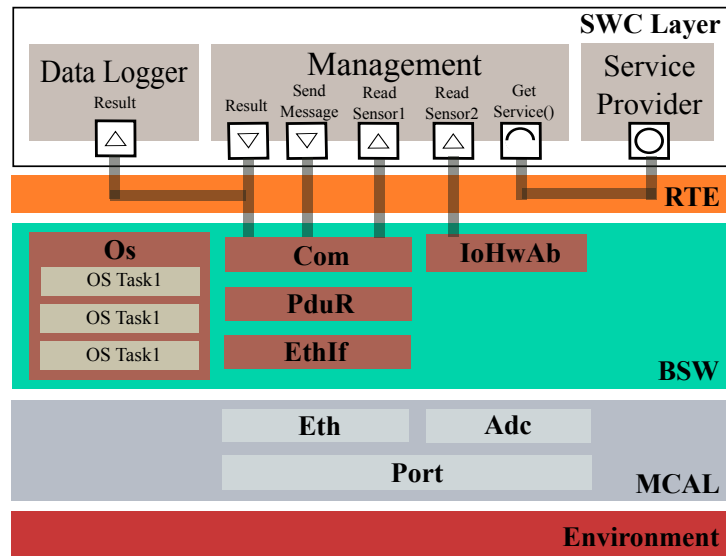 SWC Layer
Data Logger
Result
Management
Result
Send
Message
Read
Sensor1
Read
Sensor2
Get
Service()
Service
Provider
RTE
Os
OS Task1
OS Task1
OS Task1
Com
PduR
EthIf
IoHwAb
BSW
Eth
Adc
Port
MCAL
Environment